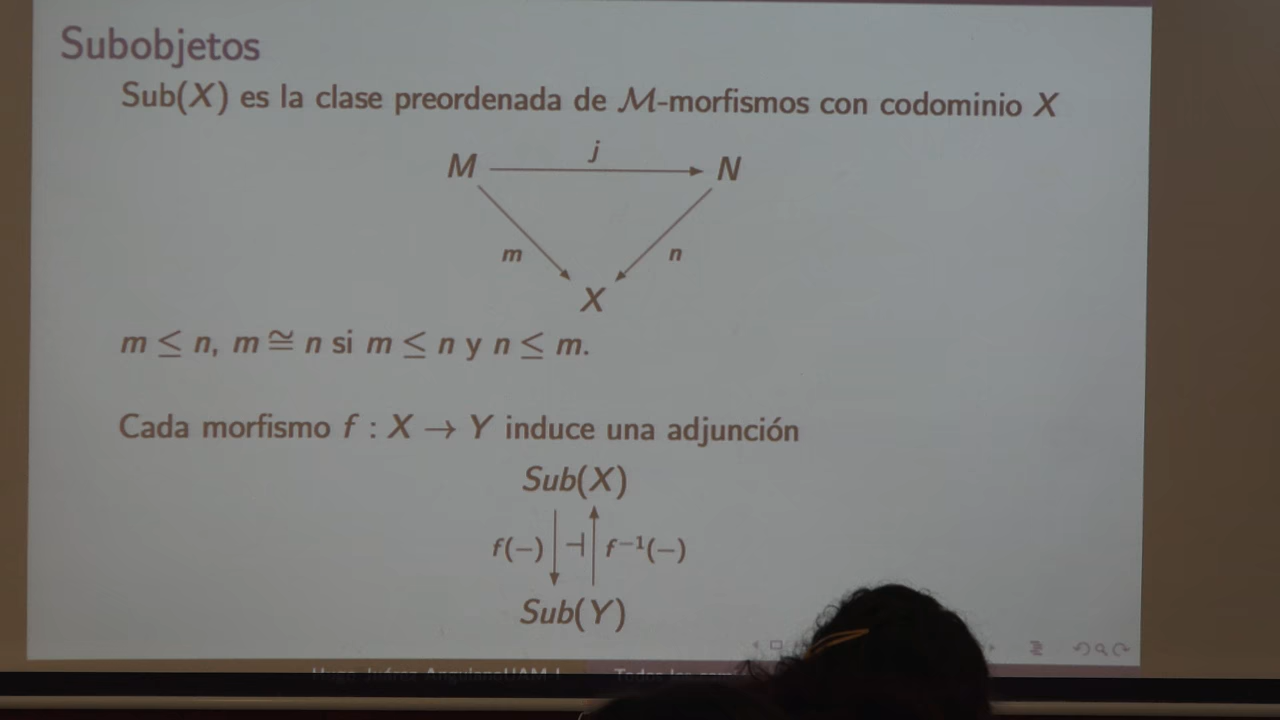 Subobjetos
Sub(X) es la clase preordenada de ℳ-morfismos con codominio X
M j N
m n
X
m ≤ n, m ≅ n si m ≤ n y n ≤ m.
Cada morfismo f : X → Y induce una adjunción
Sub(X)
f(−) ⊣ f⁻¹(−)
Sub(Y)